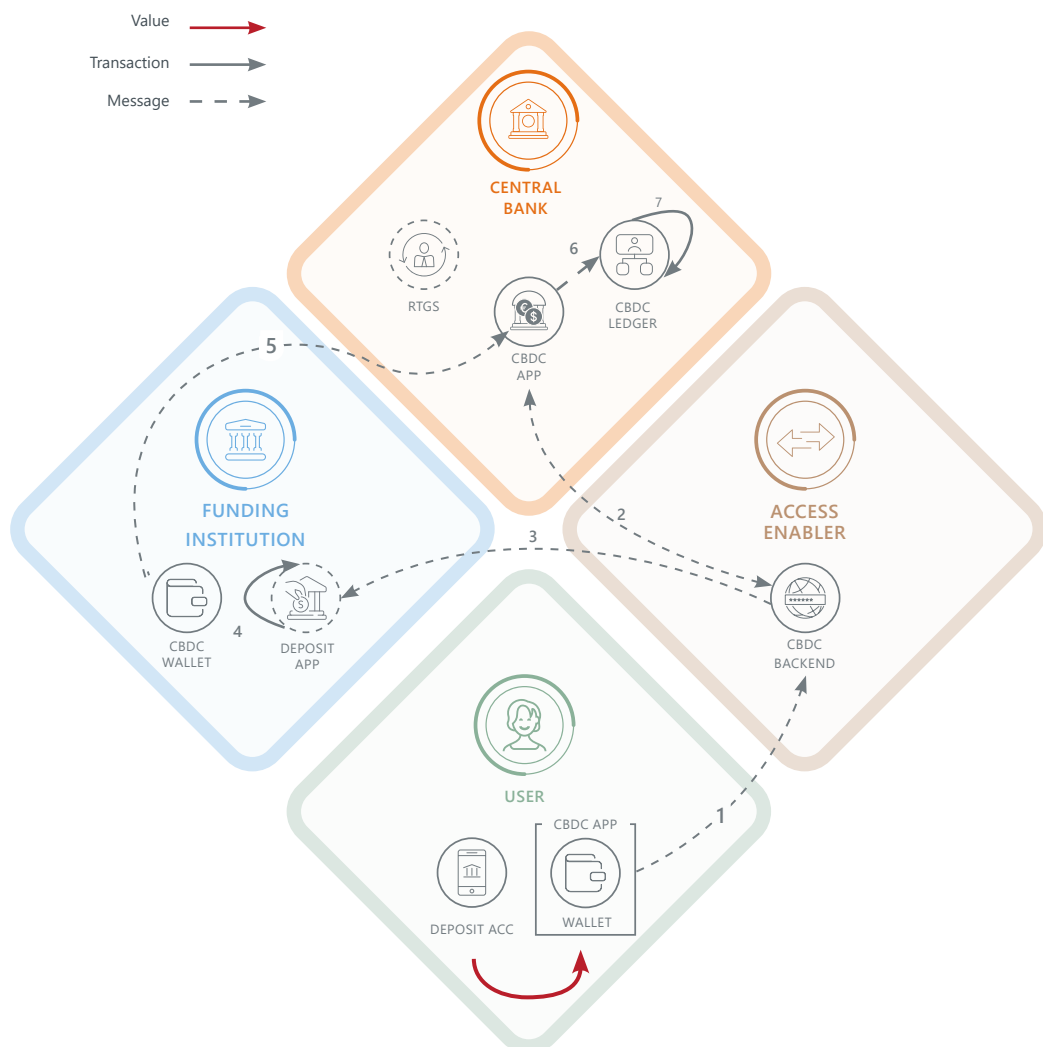 Value
Transaction
Message
CENTRAL
BANK
7
6
RTGS
CBDC
LEDGER
5
CBDC
APP
FUNDING
INSTITUTION
ACCESS
ENABLER
2
3
4
CBDC
WALLET
DEPOSIT
APP
******
CBDC
BACKEND
USER
1
CBDC APP
DEPOSIT ACC
WALLET
€
$
$